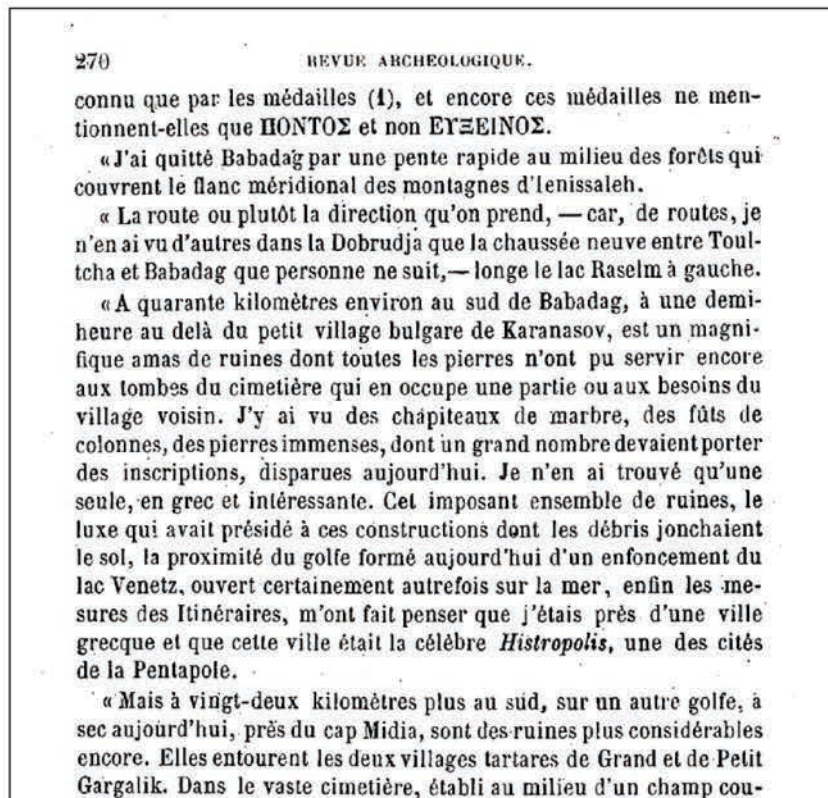 270 REVUE ARCHEOLOGIQUE.
connu que par les médailles (1), et encore ces médailles ne men-
tionnent-elles que ΠΟΝΤΟΣ et non ΕΥΞΕΙΝΟΣ.
«J'ai quitté Babadag par une pente rapide au milieu des forêts qui
couvrent le flanc méridional des montagnes d'Ienissaleh.
« La route ou plutôt la direction qu'on prend, — car, de routes, je
n'en ai vu d'autres dans la Dobrudja que la chaussée neuve entre Toul-
tcha et Babadag que personne ne suit,— longe le lac Raselm à gauche.
«A quarante kilomètres environ au sud de Babadag, à une demi-
heure au delà du petit village bulgare de Karanasov, est un magni-
fique amas de ruines dont toutes les pierres n'ont pu servir encore
aux tombes du cimetière qui en occupe une partie ou aux besoins du
village voisin. J'y ai vu des chapiteaux de marbre, des fûts de
colonnes, des pierres immenses, dont un grand nombre devaient porter
des inscriptions, disparues aujourd'hui. Je n'en ai trouvé qu'une
seule, en grec et intéressante. Cet imposant ensemble de ruines, le
luxe qui avait présidé à ces constructions dont les débris jonchaient
le sol, la proximité du golfe formé aujourd'hui d'un enfoncement du
lac Venetz, ouvert certainement autrefois sur la mer, enfin les me-
sures des Itinéraires, m'ont fait penser que j'étais près d'une ville
grecque et que cette ville était la célèbre Histropolis, une des cités
de la Pentapole.
«Mais à vingt-deux kilomètres plus au sud, sur un autre golfe, à
sec aujourd'hui, près du cap Midia, sont des ruines plus considérables
encore. Elles entourent les deux villages tartares de Grand et de Petit
Gargalik. Dans le vaste cimetière, établi au milieu d'un champ cou-